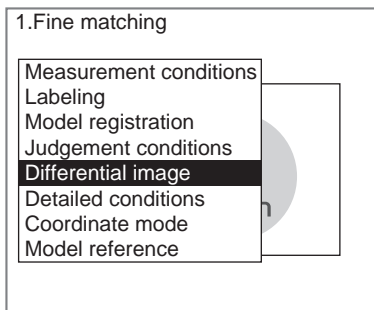 1.Fine matching
Measurement conditions
Labeling
Model registration
Judgement conditions
Differential image
Detailed conditions
Coordinate mode
Model reference